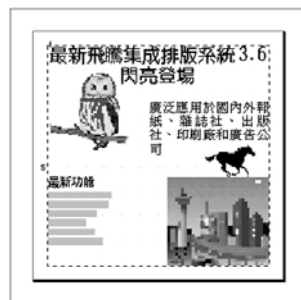 最新飛騰集成排版系統3.6
閃亮登場
廣泛應用於國內外報
紙、雜誌社、出版
社、印刷廠和廣告公
司
最新功能